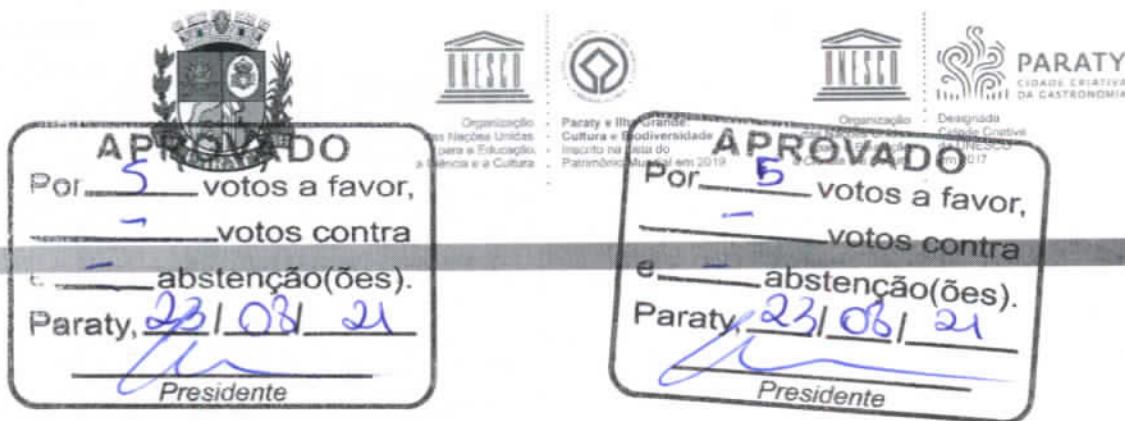 UNESCO
UNESCO
PARATY
CIDADE CRIATIVA
DA GASTRONOMIA
Organização
das Nações Unidas
para a Educação,
a Ciência e a Cultura
Paraty e Ilha Grande:
Cultura e Biodiversidade
Inscrito na Lista do
Patrimônio Mundial em 2019
Organização
Designada
Cidade Criativa
da UNESCO
em 2017
APROVADO
Por 5 votos a favor,
- votos contra
e - abstenção(ões).
Paraty, 23/08/21
Presidente
APROVADO
Por 5 votos a favor,
- votos contra
e - abstenção(ões).
Paraty, 23/08/21
Presidente